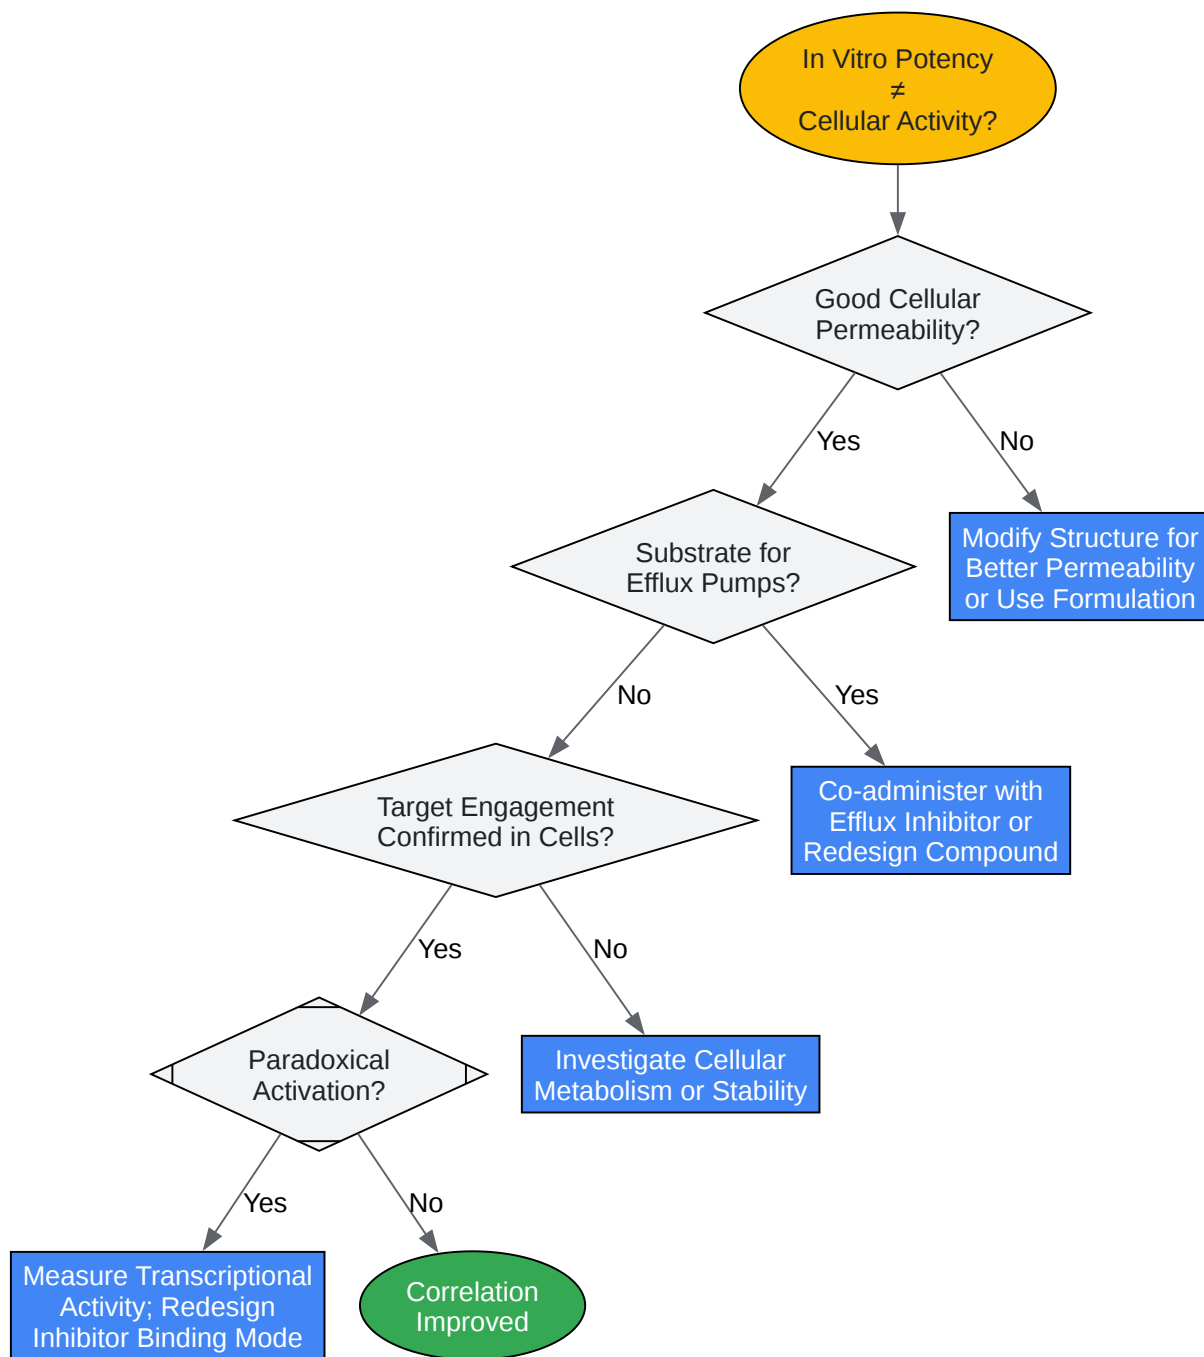 In Vitro Potency
≠
Cellular Activity?
Good Cellular
Permeability?
Yes
No
Substrate for
Efflux Pumps?
Modify Structure for
Better Permeability
or Use Formulation
No
Yes
Target Engagement
Confirmed in Cells?
Co-administer with
Efflux Inhibitor or
Redesign Compound
Yes
No
Paradoxical
Activation?
Investigate Cellular
Metabolism or Stability
Yes
No
Measure Transcriptional
Activity; Redesign
Inhibitor Binding Mode
Correlation
Improved